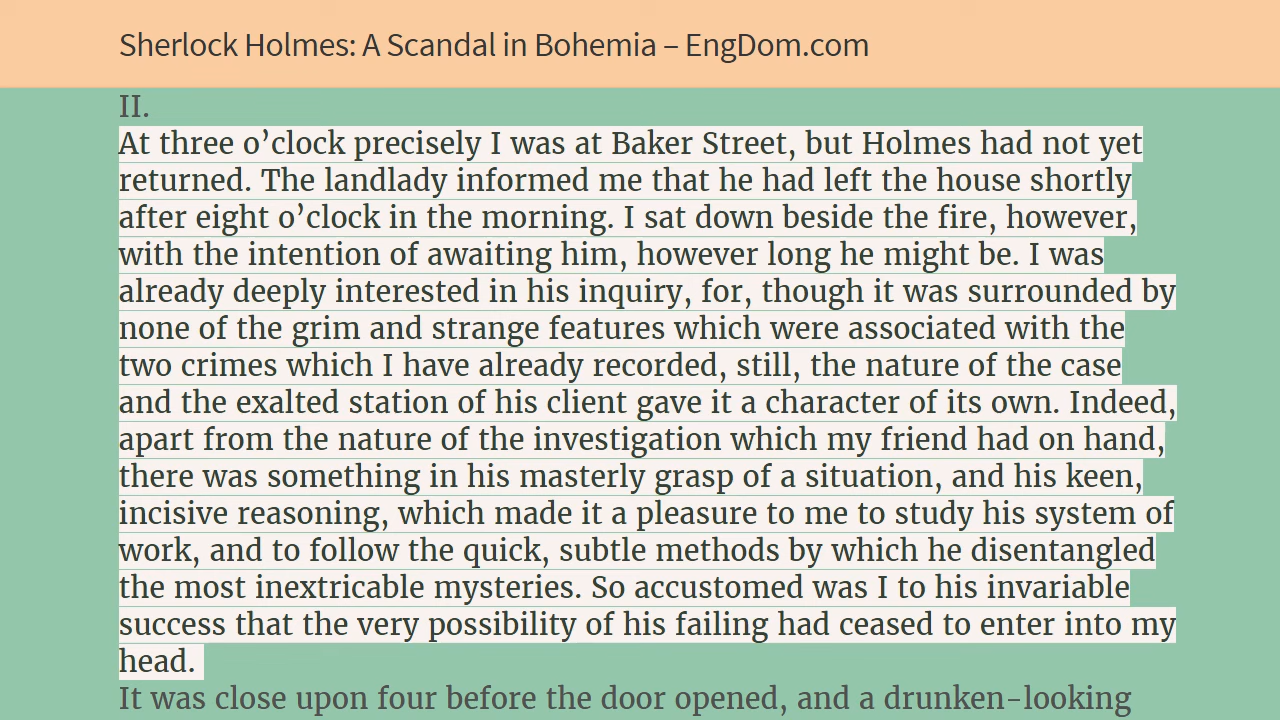 Sherlock Holmes: A Scandal in Bohemia – EngDom.com
II.
At three o’clock precisely I was at Baker Street, but Holmes had not yet
returned. The landlady informed me that he had left the house shortly
after eight o’clock in the morning. I sat down beside the fire, however,
with the intention of awaiting him, however long he might be. I was
already deeply interested in his inquiry, for, though it was surrounded by
none of the grim and strange features which were associated with the
two crimes which I have already recorded, still, the nature of the case
and the exalted station of his client gave it a character of its own. Indeed,
apart from the nature of the investigation which my friend had on hand,
there was something in his masterly grasp of a situation, and his keen,
incisive reasoning, which made it a pleasure to me to study his system of
work, and to follow the quick, subtle methods by which he disentangled
the most inextricable mysteries. So accustomed was I to his invariable
success that the very possibility of his failing had ceased to enter into my
head.
It was close upon four before the door opened, and a drunken-looking